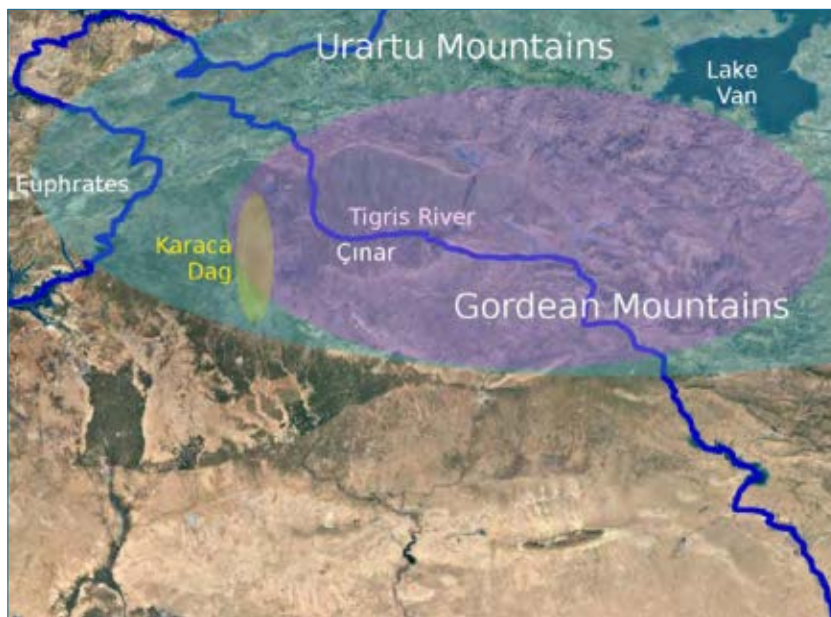 Urartu Mountains
Lake
Van
Euphrates
Tigris River
Karaca
Dag
Çınar
Gordean Mountains